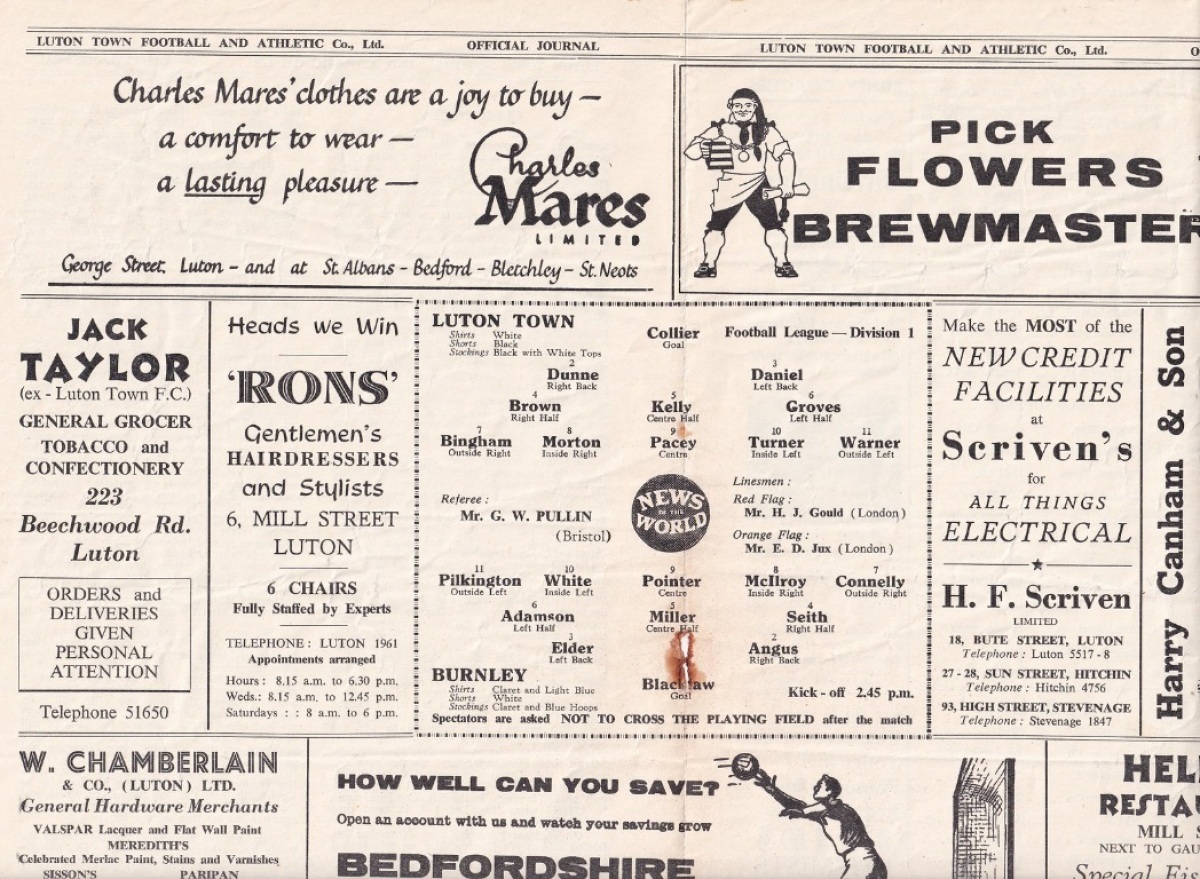 LUTON TOWN FOOTBALL AND ATHLETIC Co., Ltd. OFFICIAL JOURNAL
LUTON TOWN FOOTBALL AND ATHLETIC Co., Ltd.
Charles Mares' clothes are a joy to buy —
a comfort to wear —
a lasting pleasure —
Charles
Mares
LIMITED
George Street, Luton – and at St. Albans – Bedford – Bletchley – St. Neots
PICK
FLOWERS
BREWMASTER
JACK
TAYLOR
(ex - Luton Town F.C.)
GENERAL GROCER
TOBACCO and
CONFECTIONERY
223
Beechwood Rd.
Luton
ORDERS and
DELIVERIES
GIVEN
PERSONAL
ATTENTION
Telephone 51650
Heads we Win
'RONS'
Gentlemen's
HAIRDRESSERS
and Stylists
6, MILL STREET
LUTON
6 CHAIRS
Fully Staffed by Experts
TELEPHONE: LUTON 1961
Appointments arranged
Hours: 8.15 a.m. to 6.30 p.m.
Weds.: 8.15 a.m. to 12.45 p.m.
Saturdays : : 8 a.m. to 6 p.m.
LUTON TOWN
Shirts White
Shorts Black
Stockings Black with White Tops
Collier
Goal
Football League — Division 1
2 3
Dunne Daniel
Right Back Left Back
4 5 6
Brown Kelly Groves
Right Half Centre Half Left Half
7 8 9 10 11
Bingham Morton Pacey Turner Warner
Outside Right Inside Right Centre Inside Left Outside Left
Referee :
Mr. G. W. PULLIN
(Bristol)
NEWS
OF THE
WORLD
Linesmen :
Red Flag :
Mr. H. J. Gould (London)
Orange Flag :
Mr. E. D. Jux (London)
11 10 9 8 7
Pilkington White Pointer McIlroy Connelly
Outside Left Inside Left Centre Inside Right Outside Right
6 5 4
Adamson Miller Seith
Left Half Centre Half Right Half
3 2
Elder Angus
Left Back Right Back
BURNLEY
Shirts Claret and Light Blue
Shorts White
Stockings Claret and Blue Hoops
Goal
Kick - off 2.45 p.m.
Spectators are asked NOT TO CROSS THE PLAYING FIELD after the match
Make the MOST of the
NEW CREDIT
FACILITIES
at
Scriven's
for
ALL THINGS
ELECTRICAL
H. F. Scriven
LIMITED
18, BUTE STREET, LUTON
Telephone : Luton 5517 - 8
27 - 28, SUN STREET, HITCHIN
Telephone : Hitchin 4756
93, HIGH STREET, STEVENAGE
Telephone : Stevenage 1847
Harry Canham & Son
W. CHAMBERLAIN
& CO., (LUTON) LTD.
General Hardware Merchants
VALSPAR Lacquer and Flat Wall Paint
MEREDITH'S
Celebrated Merlac Paint, Stains and Varnishes
SISSON'S PARIPAN
HOW WELL CAN YOU SAVE?
Open an account with us and watch your savings grow
BEDFORDSHIRE
MILL
NEXT TO
Special